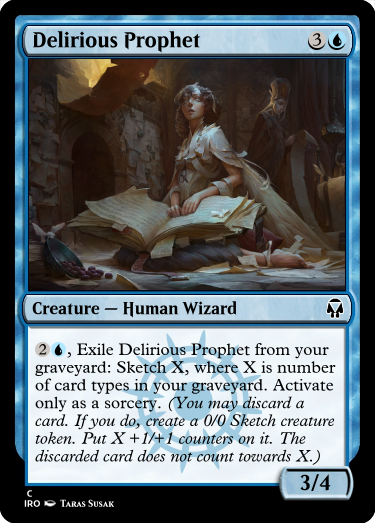 Delirious Prophet 3
Creature — Human Wizard
2, Exile Delirious Prophet from your
graveyard: Sketch X, where X is number
of card types in your graveyard. Activate
only as a sorcery. (You may discard a
card. If you do, create a 0/0 Sketch creature
token. Put X +1/+1 counters on it. The
discarded card does not count towards X.)
3/4
C
IRO Taras Susak